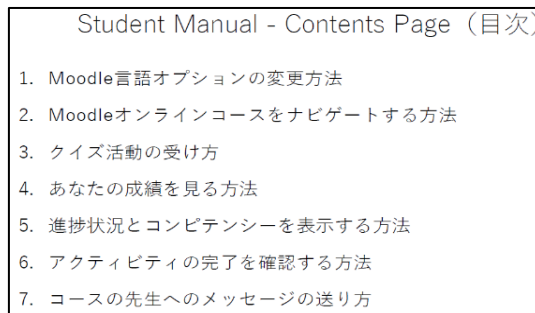 Student Manual - Contents Page（目次）
1. Moodle言語オプションの変更方法
2. Moodleオンラインコースをナビゲートする方法
3. クイズ活動の受け方
4. あなたの成績を見る方法
5. 進捗状況とコンピテンシーを表示する方法
6. アクティビティの完了を確認する方法
7. コースの先生へのメッセージの送り方